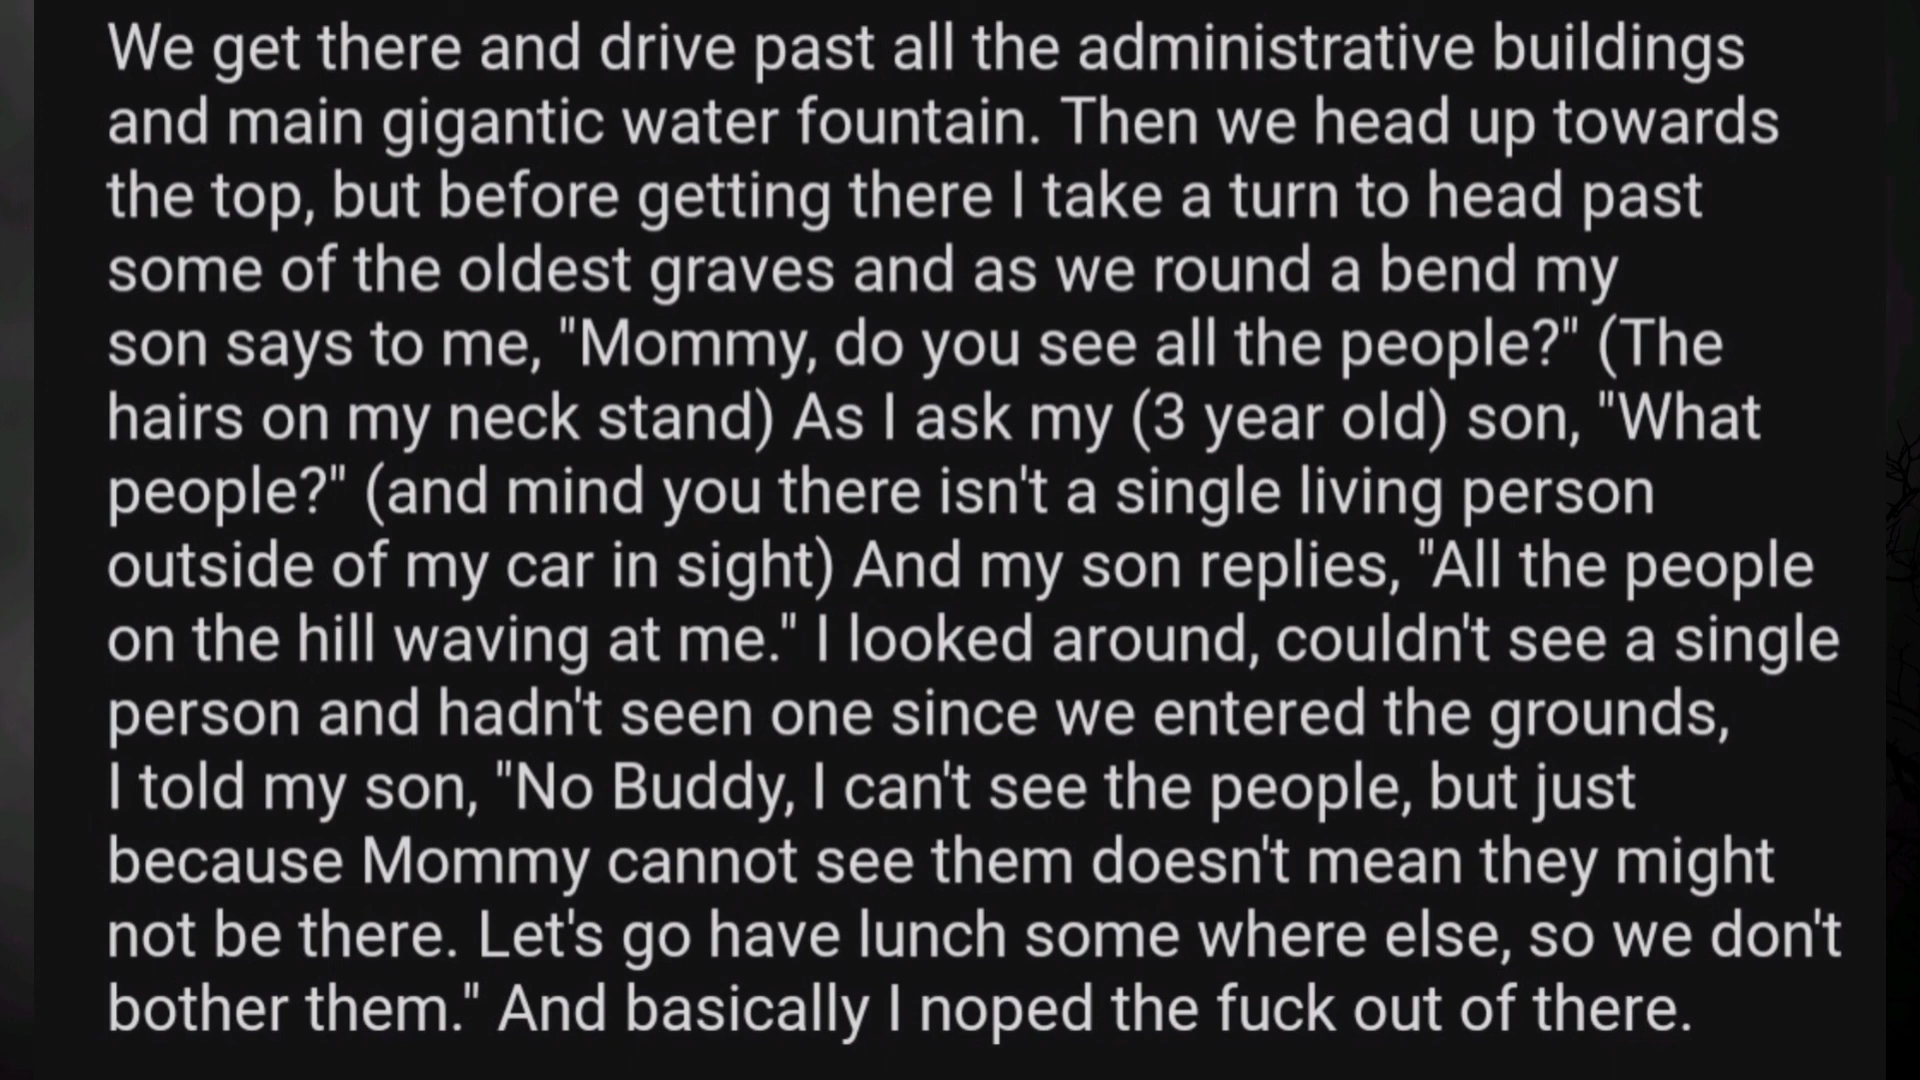 We get there and drive past all the administrative buildings
and main gigantic water fountain. Then we head up towards
the top, but before getting there I take a turn to head past
some of the oldest graves and as we round a bend my
son says to me, "Mommy, do you see all the people?" (The
hairs on my neck stand) As I ask my (3 year old) son, "What
people?" (and mind you there isn't a single living person
outside of my car in sight) And my son replies, "All the people
on the hill waving at me." I looked around, couldn't see a single
person and hadn't seen one since we entered the grounds,
I told my son, "No Buddy, I can't see the people, but just
because Mommy cannot see them doesn't mean they might
not be there. Let's go have lunch some where else, so we don't
bother them." And basically I noped the fuck out of there.